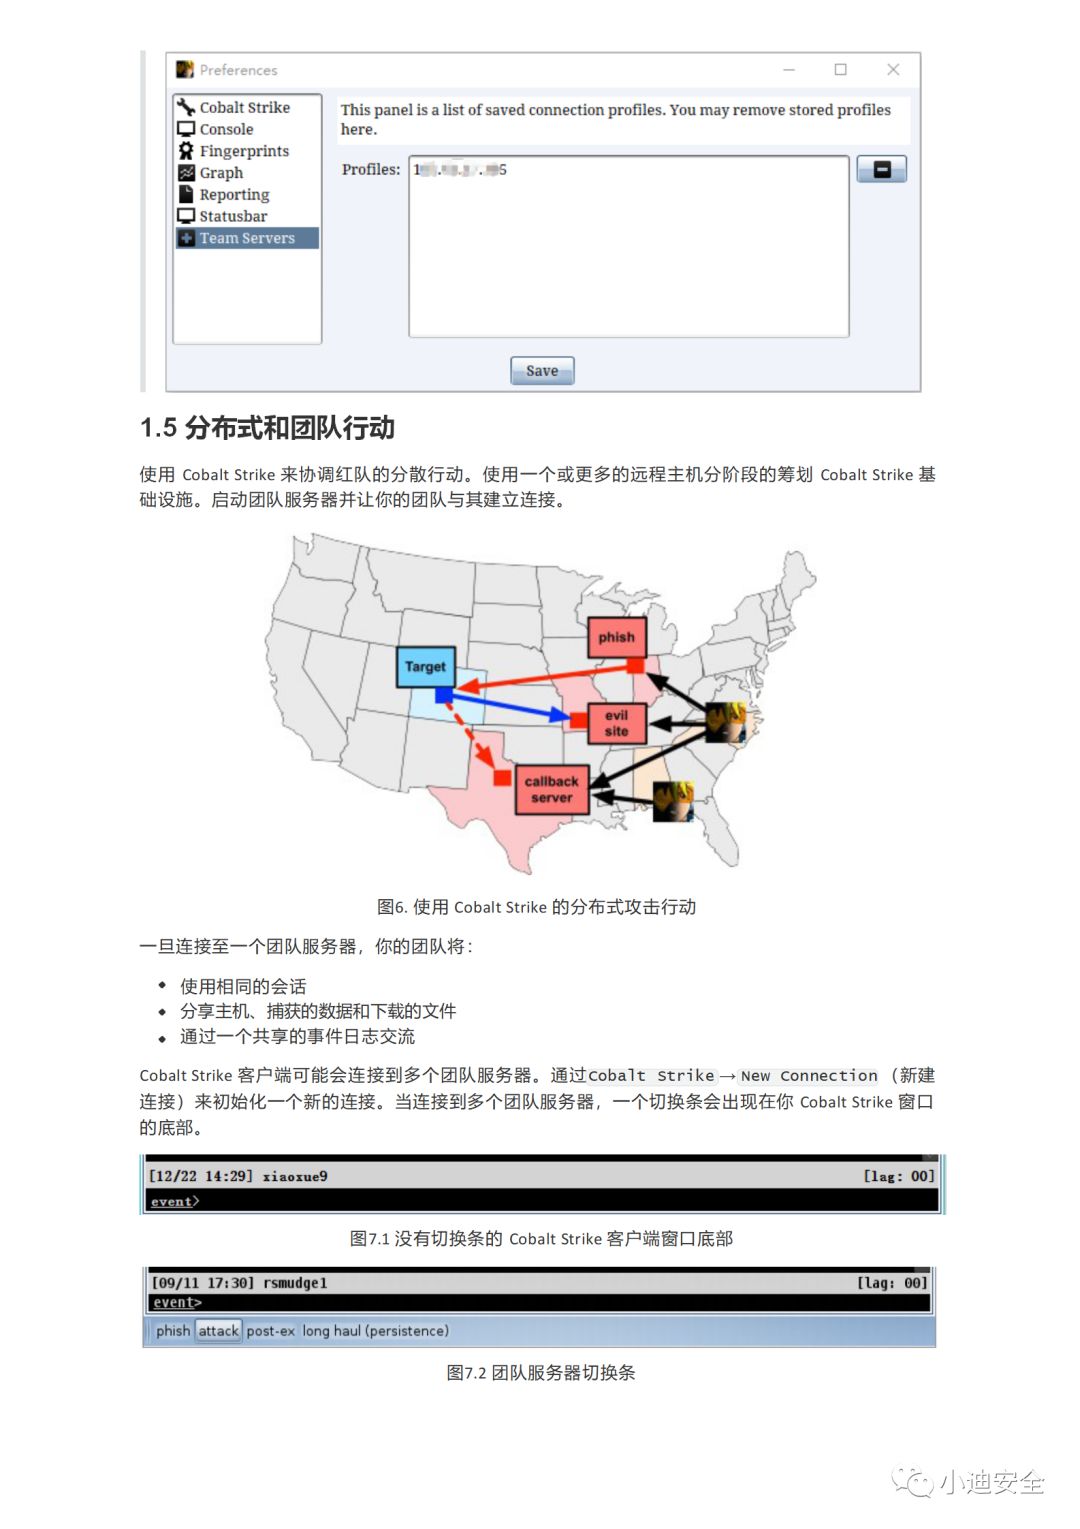 Preferences
Cobalt Strike
Console
Fingerprints
Graph
Reporting
Statusbar
Team Servers
This panel is a list of saved connection profiles. You may remove stored profiles
here.
Profiles:
Save
1.5 分布式和团队行动
使用 Cobalt Strike 来协调红队的分散行动。使用一个或更多的远程主机分阶段的筹划 Cobalt Strike 基
础设施。启动团队服务器并让你的团队与其建立连接。
phish
Target
evil
site
callback
server
图6. 使用 Cobalt Strike 的分布式攻击行动
一旦连接至一个团队服务器，你的团队将：
使用相同的会话
分享主机、捕获的数据和下载的文件
通过一个共享的事件日志交流
Cobalt Strike 客户端可能会连接到多个团队服务器。通过Cobalt Strike→New Connection（新建
连接）来初始化一个新的连接。当连接到多个团队服务器，一个切换条会出现在你 Cobalt Strike 窗口
的底部。
[12/22 14:29] xiaoxue9 [lag: 00]
event>
图7.1 没有切换条的 Cobalt Strike 客户端窗口底部
[09/11 17:30] rsmudge1 [lag: 00]
event>
phish attack post-ex long haul (persistence)
图7.2 团队服务器切换条
小迪安全